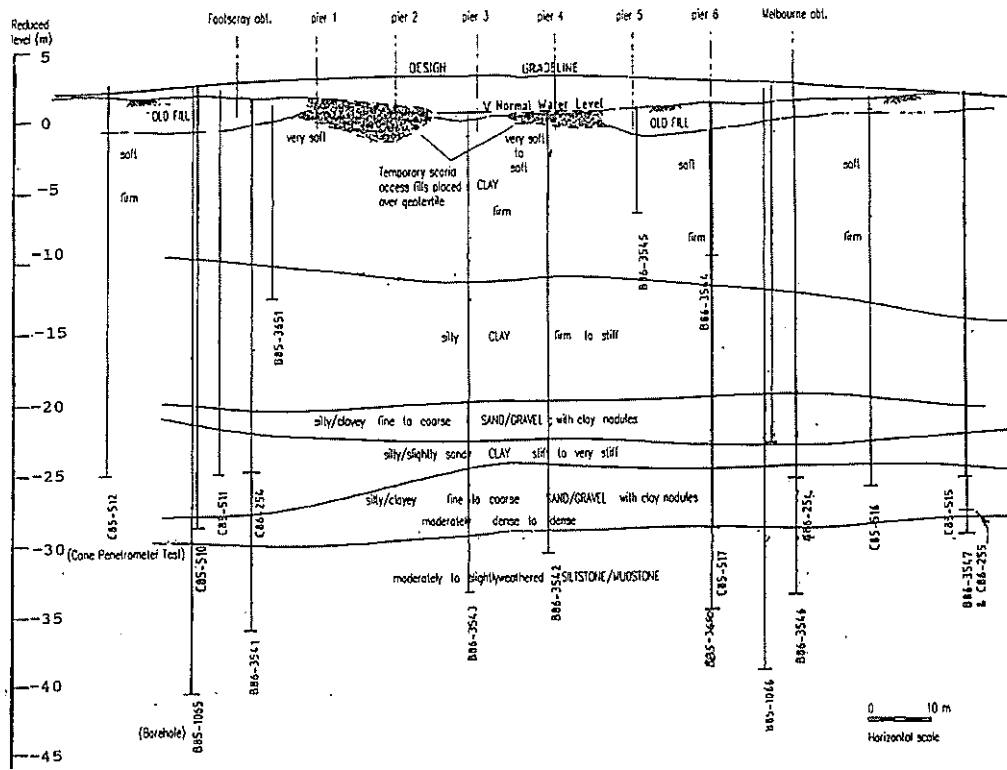 Reduced
level (m)
Footscray abt.
pier 1
pier 2
pier 3
pier 4
pier 5
pier 6
Melbourne abt.
5
DESIGN GRADELINE
Normal Water Level
OLD FILL
OLD FILL
0
very soft
very soft
to
soft
soft
soft
soft
Temporary scoria
access fills placed
over geotextile
CLAY
-5
firm
firm
firm
firm
B86-3545
-10
B86-3544
B85-3651
-15
silty CLAY firm to stiff
-20
silty/clayey fine to coarse SAND/GRAVEL with clay nodules
silty/slightly sandy CLAY stiff to very stiff
-25
silty/clayey fine to coarse SAND/GRAVEL with clay nodules
moderately dense to dense
C85-512
C85-511
C86-254
B86-254
C85-516
C85-515
-30
(Cone Penetrometer Test)
C85-510
moderately to slightly weathered SILTSTONE/MUDSTONE
B86-3542
C85-517
B86-3547
& C86-255
-35
B86-3543
B86-3546
B86-3541
-40
B85-1066
(Borehole)
B85-1065
0 10 m
Horizontal scale
-45